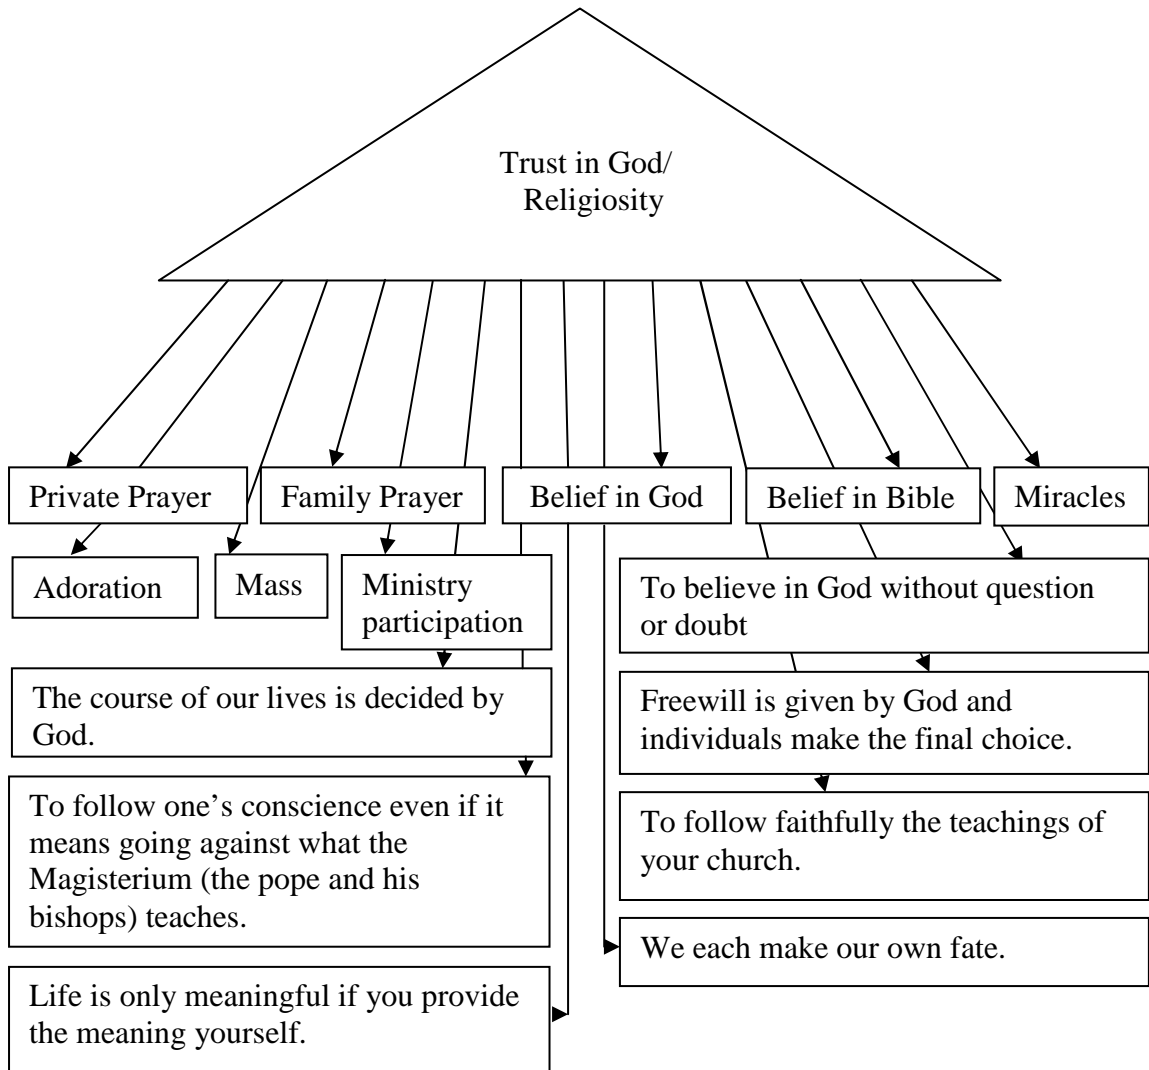 Trust in God/
Religiosity
Private Prayer
Family Prayer
Belief in God
Belief in Bible
Miracles
Adoration
Mass
Ministry
participation
To believe in God without question
or doubt
The course of our lives is decided by
God.
Freewill is given by God and
individuals make the final choice.
To follow one’s conscience even if it
means going against what the
Magisterium (the pope and his
bishops) teaches.
To follow faithfully the teachings of
your church.
We each make our own fate.
Life is only meaningful if you provide
the meaning yourself.